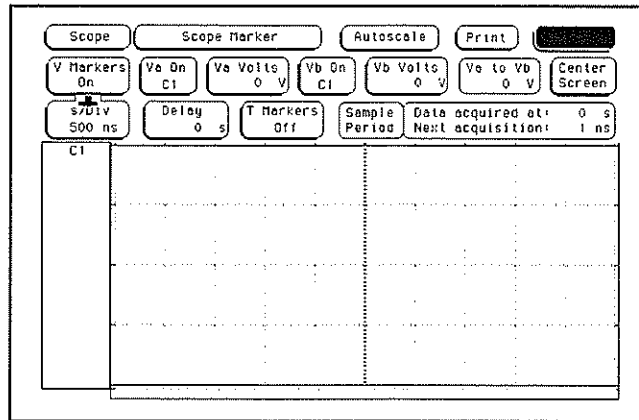 Scope Scope Marker Autoscale Print
V Markers Va On Va Volts Vb On Vb Volts Va to Vb Center
On C1 0 V C1 0 V 0 V Screen
s/Div Delay T Markers Sample Data acquired at: 0 s
500 ns 0 s Off Period Next acquisition: 1 ns
C1